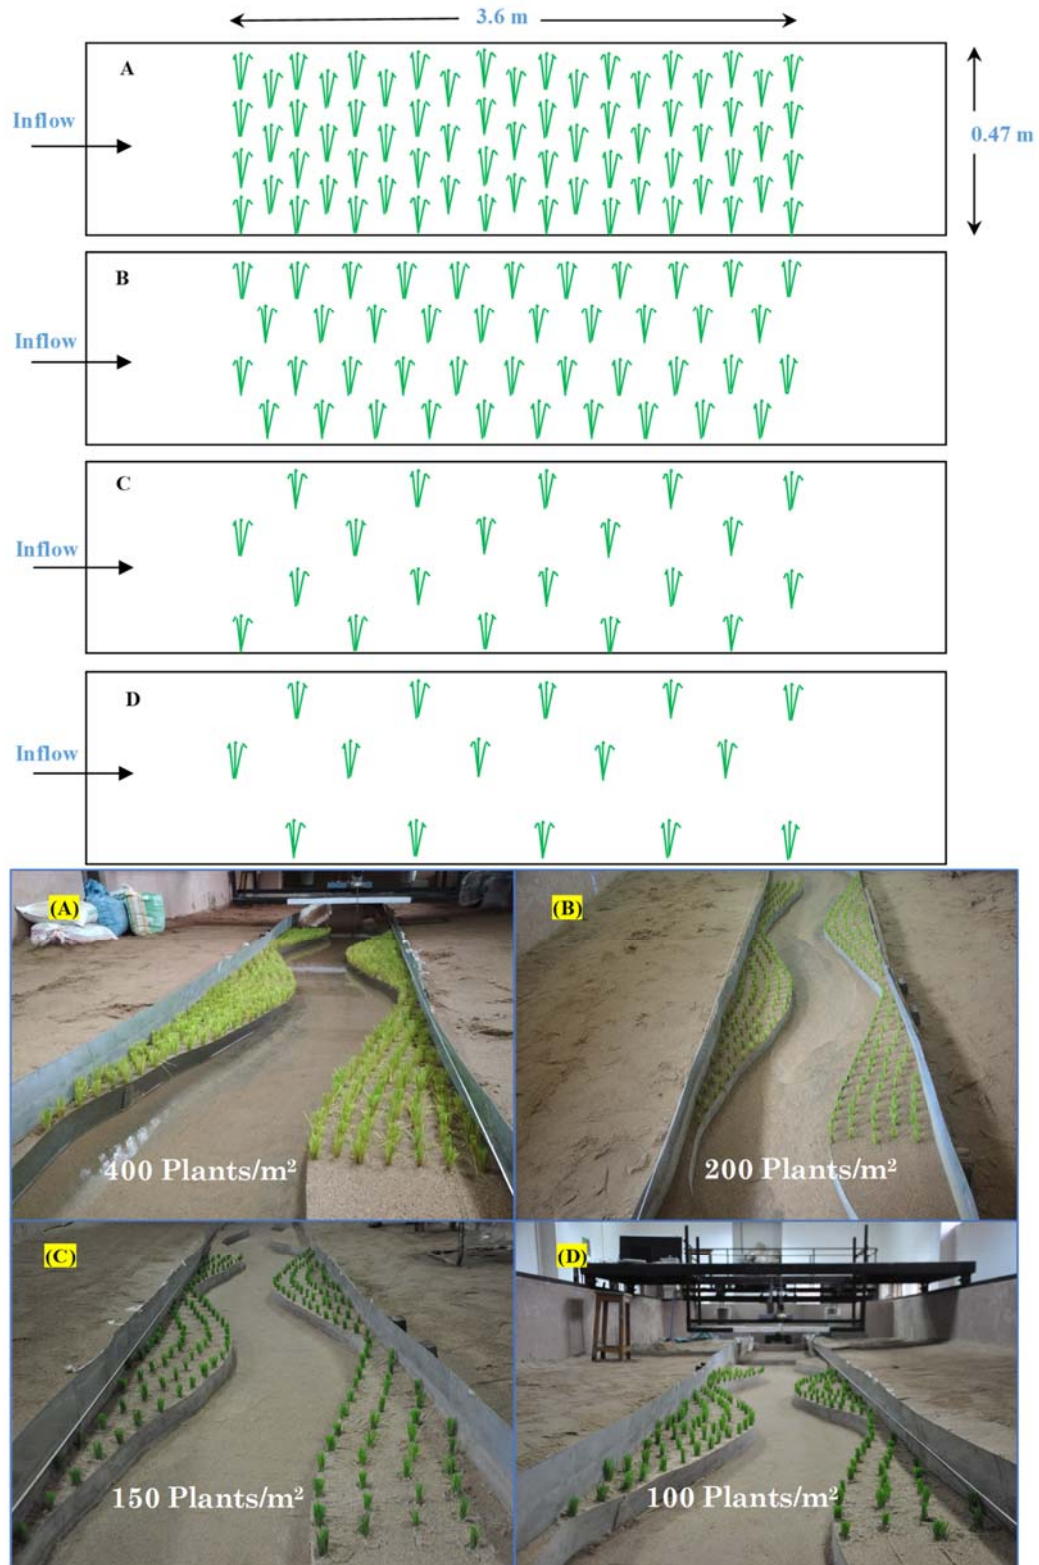 3.6 m
A
Inflow
0.47 m
B
Inflow
C
Inflow
D
Inflow
(A)
(B)
400 Plants/m²
200 Plants/m²
(C)
(D)
150 Plants/m²
100 Plants/m²